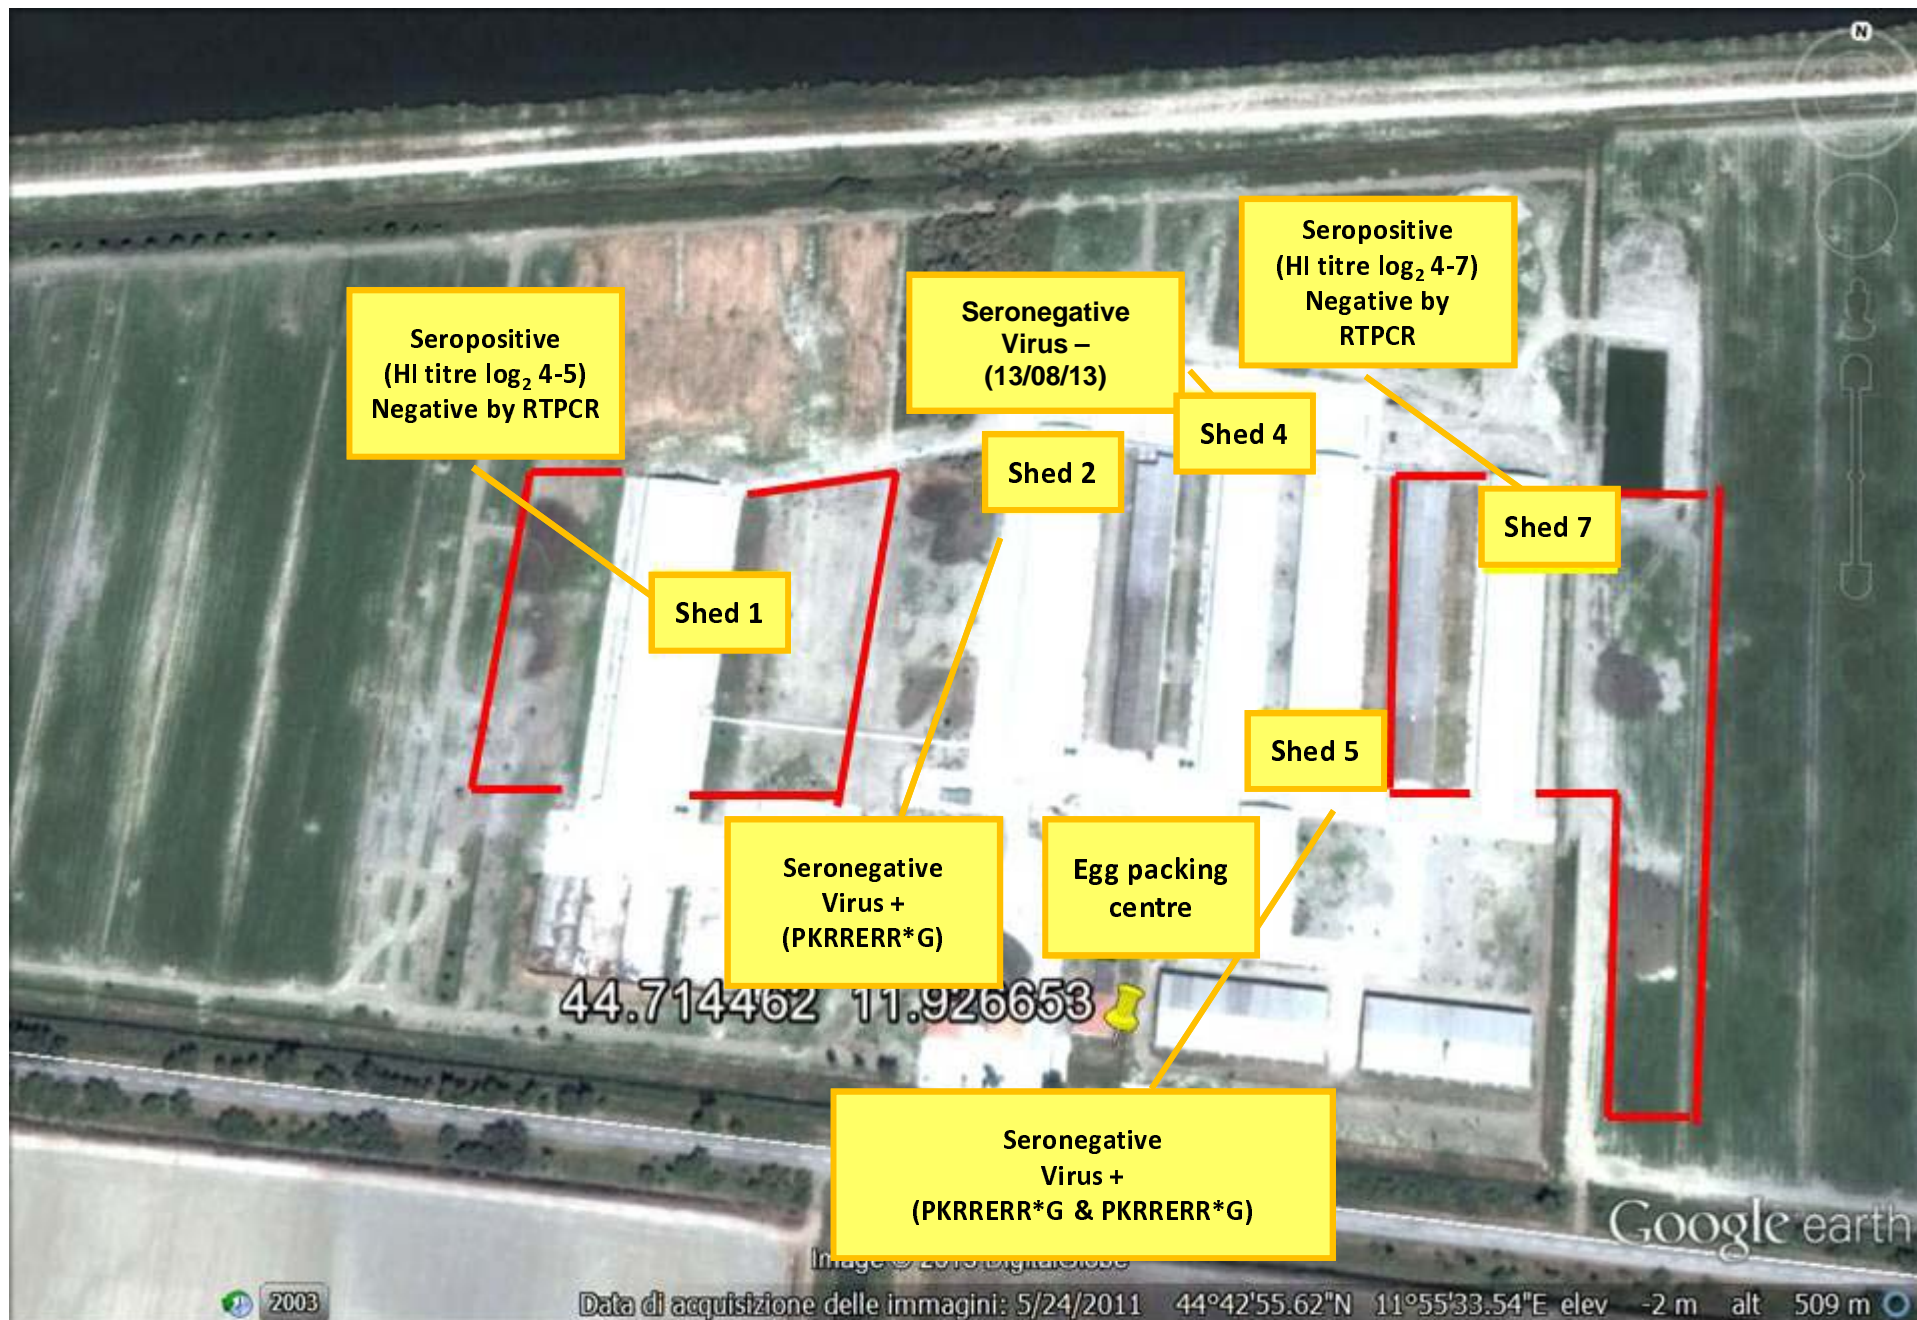 N
Seropositive
(HI titre log₂ 4-7)
Negative by
RTPCR
Seronegative
Virus –
(13/08/13)
Seropositive
(HI titre log₂ 4-5)
Negative by RTPCR
Shed 4
Shed 2
Shed 7
Shed 1
Shed 5
Seronegative
Virus +
(PKRRERR*G)
Egg packing
centre
44.714462 11.926653
Seronegative
Virus +
(PKRRERR*G & PKRRERR*G)
Google earth
Image © 2013 DigitalGlobe
2003
Data di acquisizione delle immagini: 5/24/2011 44°42'55.62"N 11°55'33.54"E elev -2 m alt 509 m